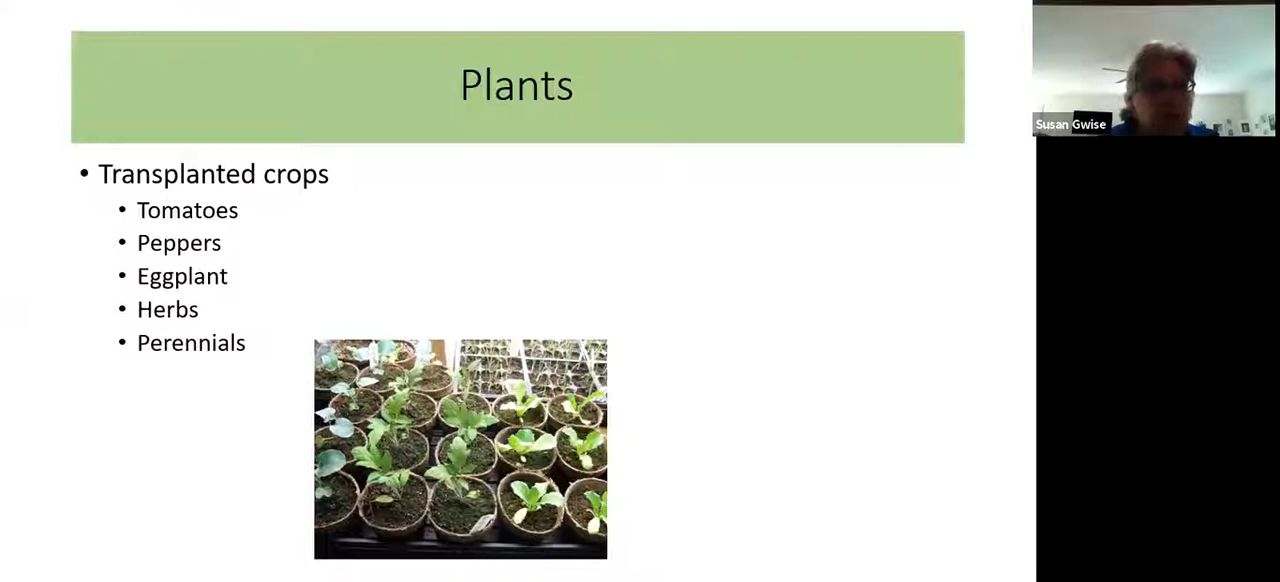 Plants
• Transplanted crops
• Tomatoes
• Peppers
• Eggplant
• Herbs
• Perennials
Susan Gwise